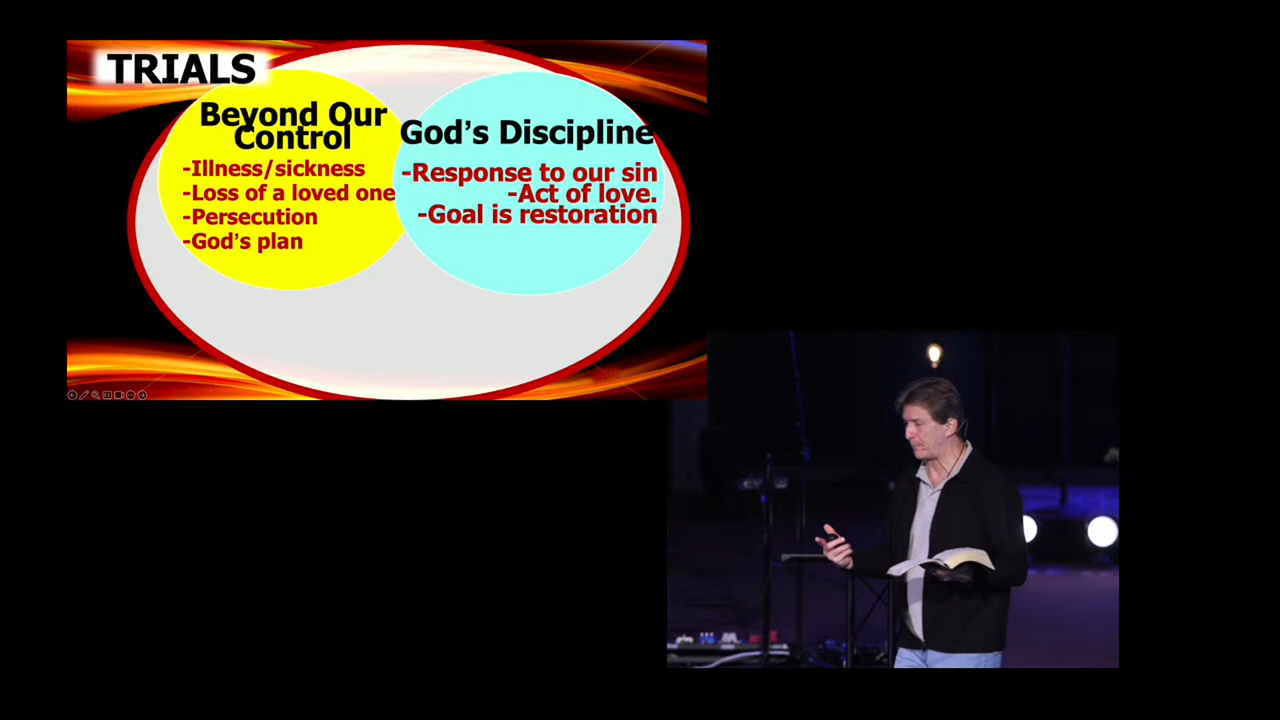 TRIALS
Beyond Our
Control
-Illness/sickness
-Loss of a loved one
-Persecution
-God’s plan
God’s Discipline
-Response to our sin
-Act of love.
-Goal is restoration